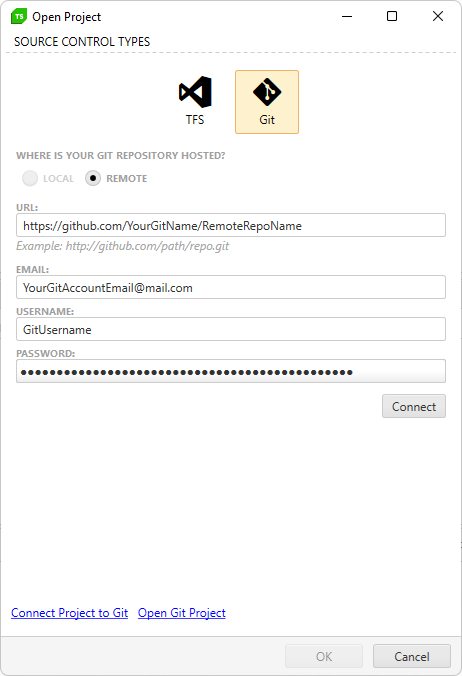 TS Open Project
SOURCE CONTROL TYPES
TFS Git
WHERE IS YOUR GIT REPOSITORY HOSTED?
LOCAL REMOTE
URL:
https://github.com/YourGitName/RemoteRepoName
Example: http://github.com/path/repo.git
EMAIL:
YourGitAccountEmail@mail.com
USERNAME:
GitUsername
PASSWORD:
Connect
Connect Project to Git Open Git Project
OK Cancel